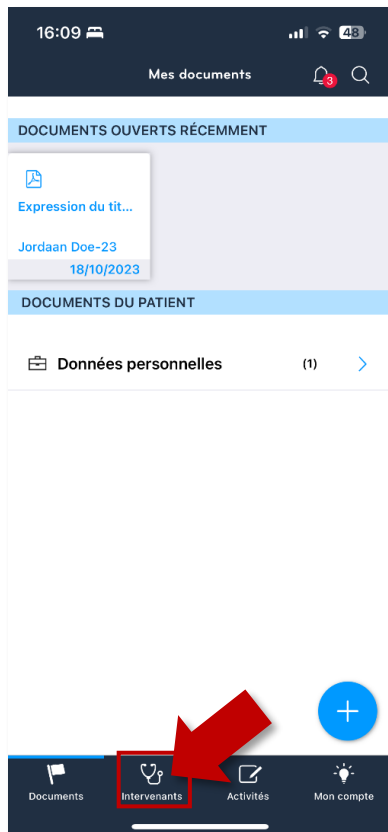 16:09 48
Mes documents 3
DOCUMENTS OUVERTS RÉCEMMENT
Expression du tit...
Jordaan Doe-23
18/10/2023
DOCUMENTS DU PATIENT
Données personnelles (1)
Documents Intervenants Activités Mon compte